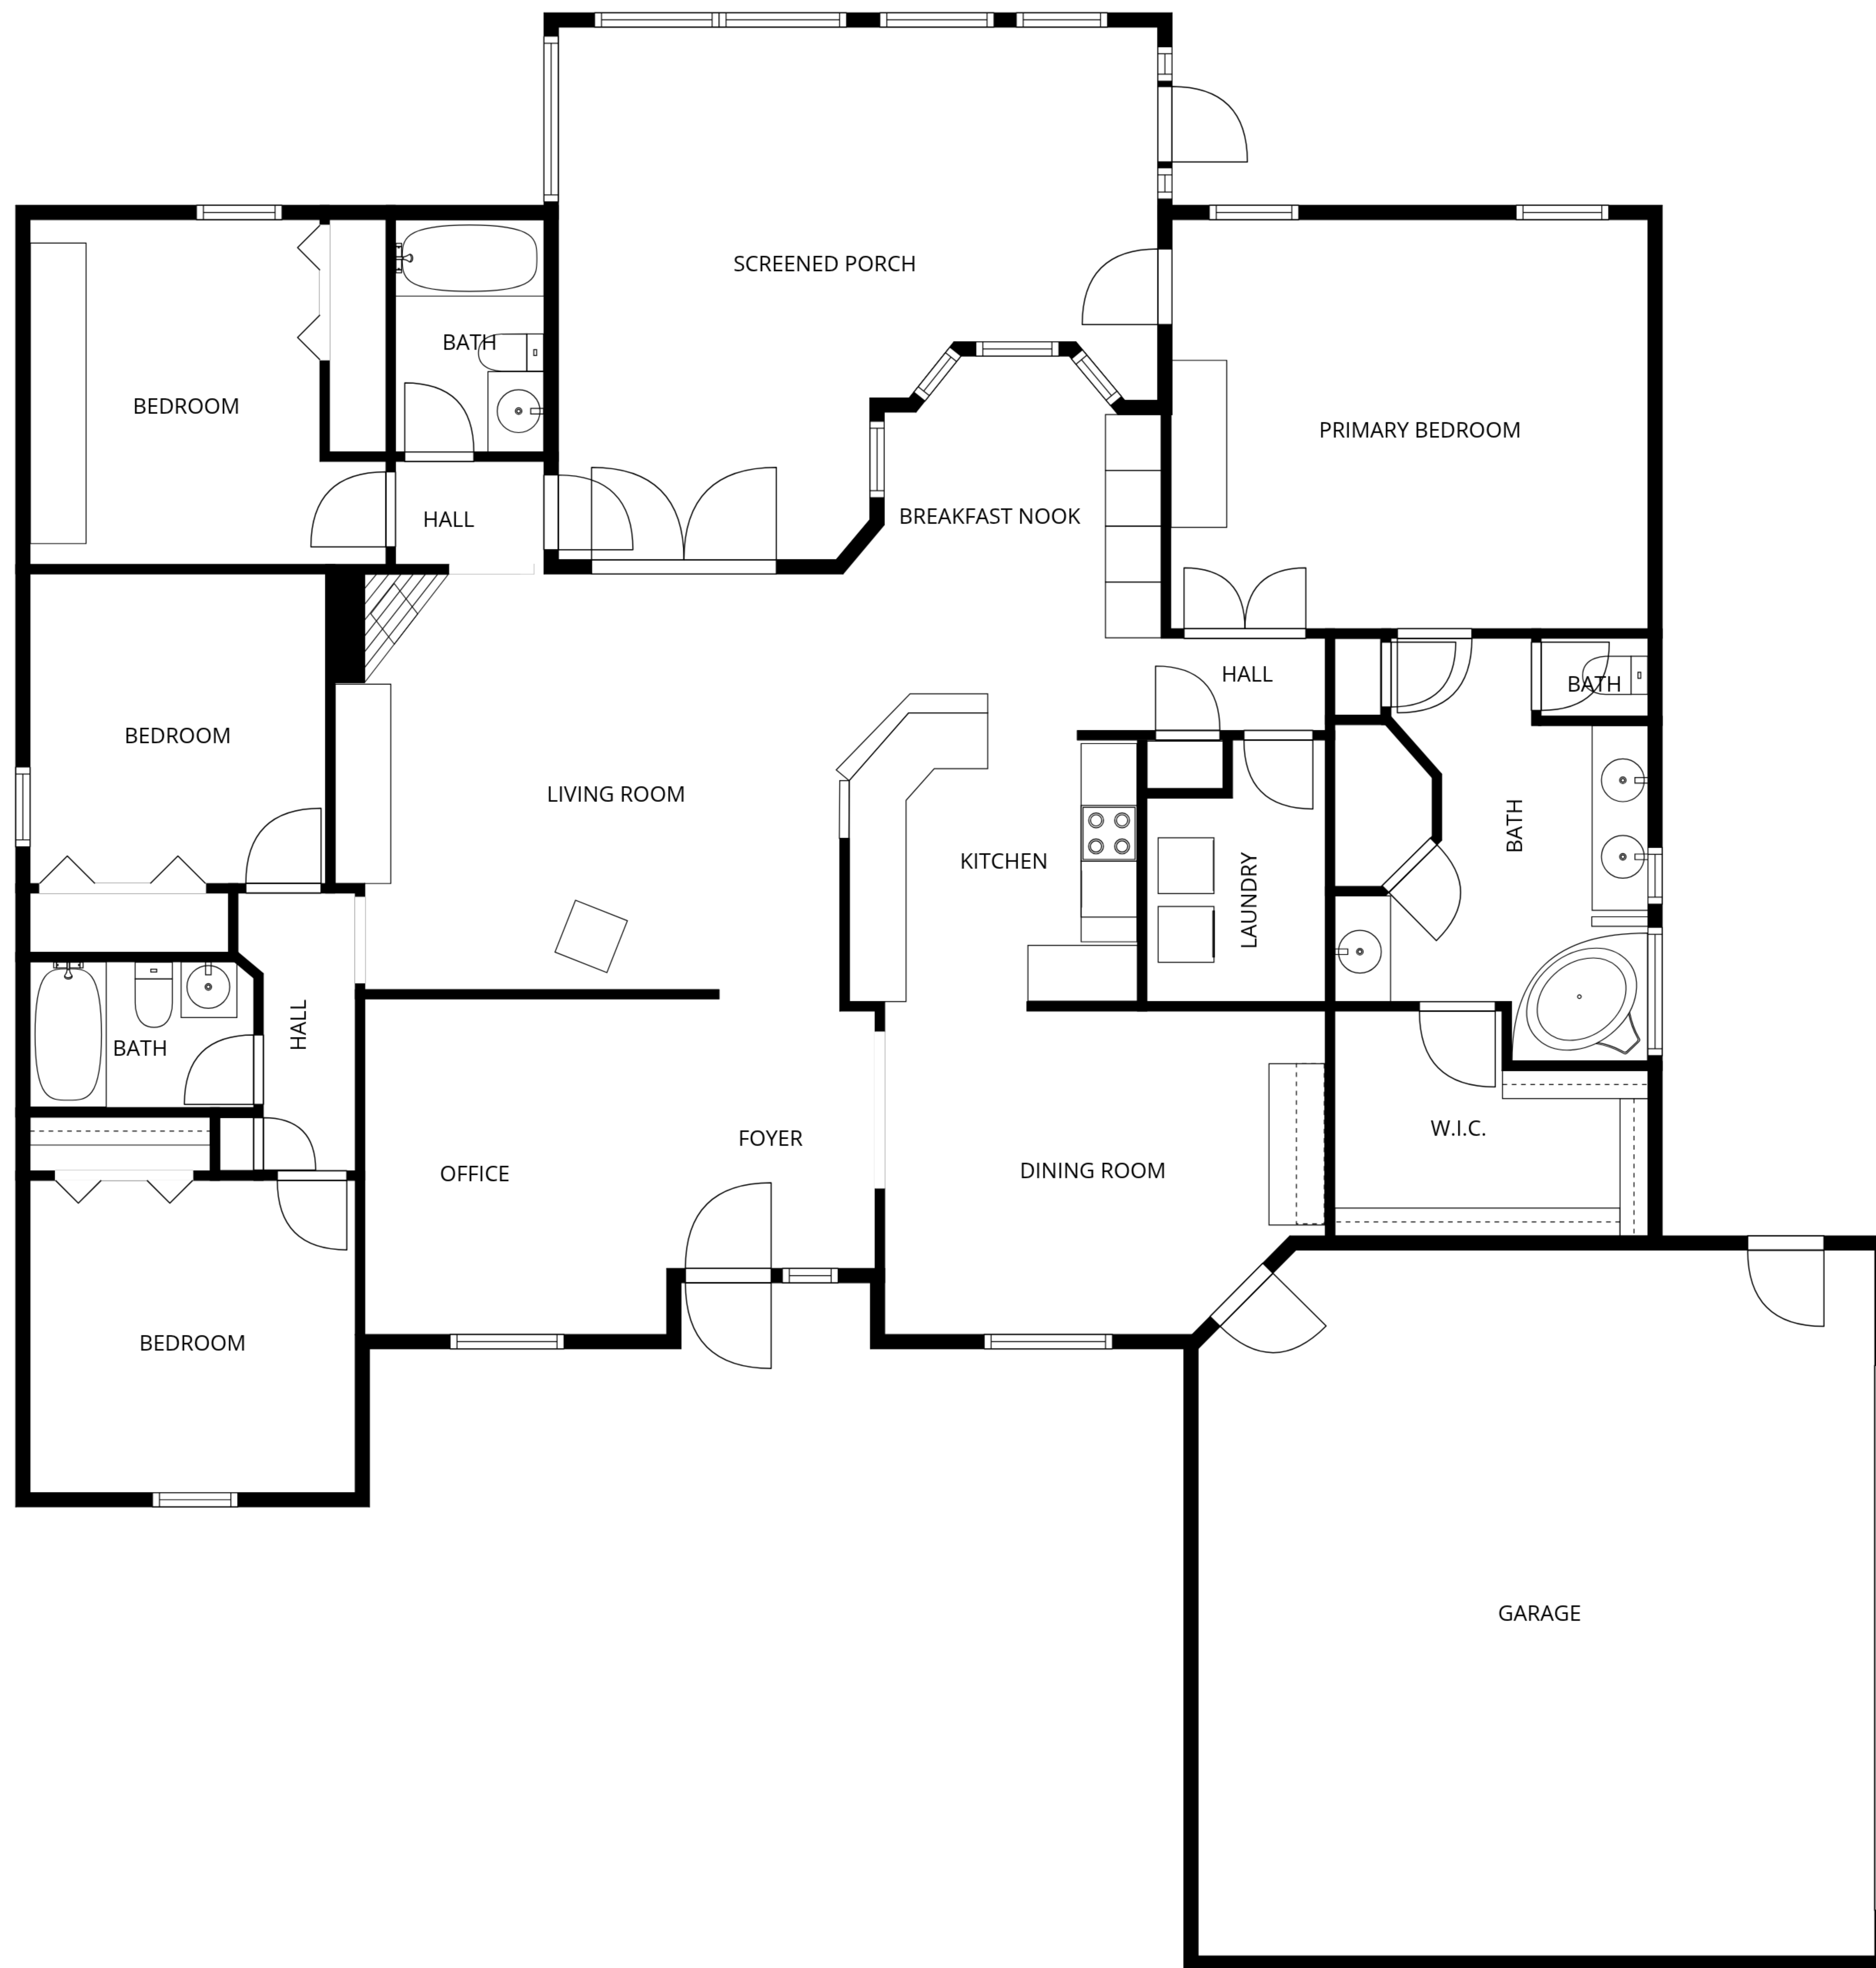 SCREENED PORCH
BATH
BEDROOM
PRIMARY BEDROOM
HALL
BREAKFAST NOOK
HALL
BATH
BEDROOM
LIVING ROOM
BATH
KITCHEN
LAUNDRY
HALL
BATH
FOYER
W.I.C.
OFFICE
DINING ROOM
BEDROOM
GARAGE